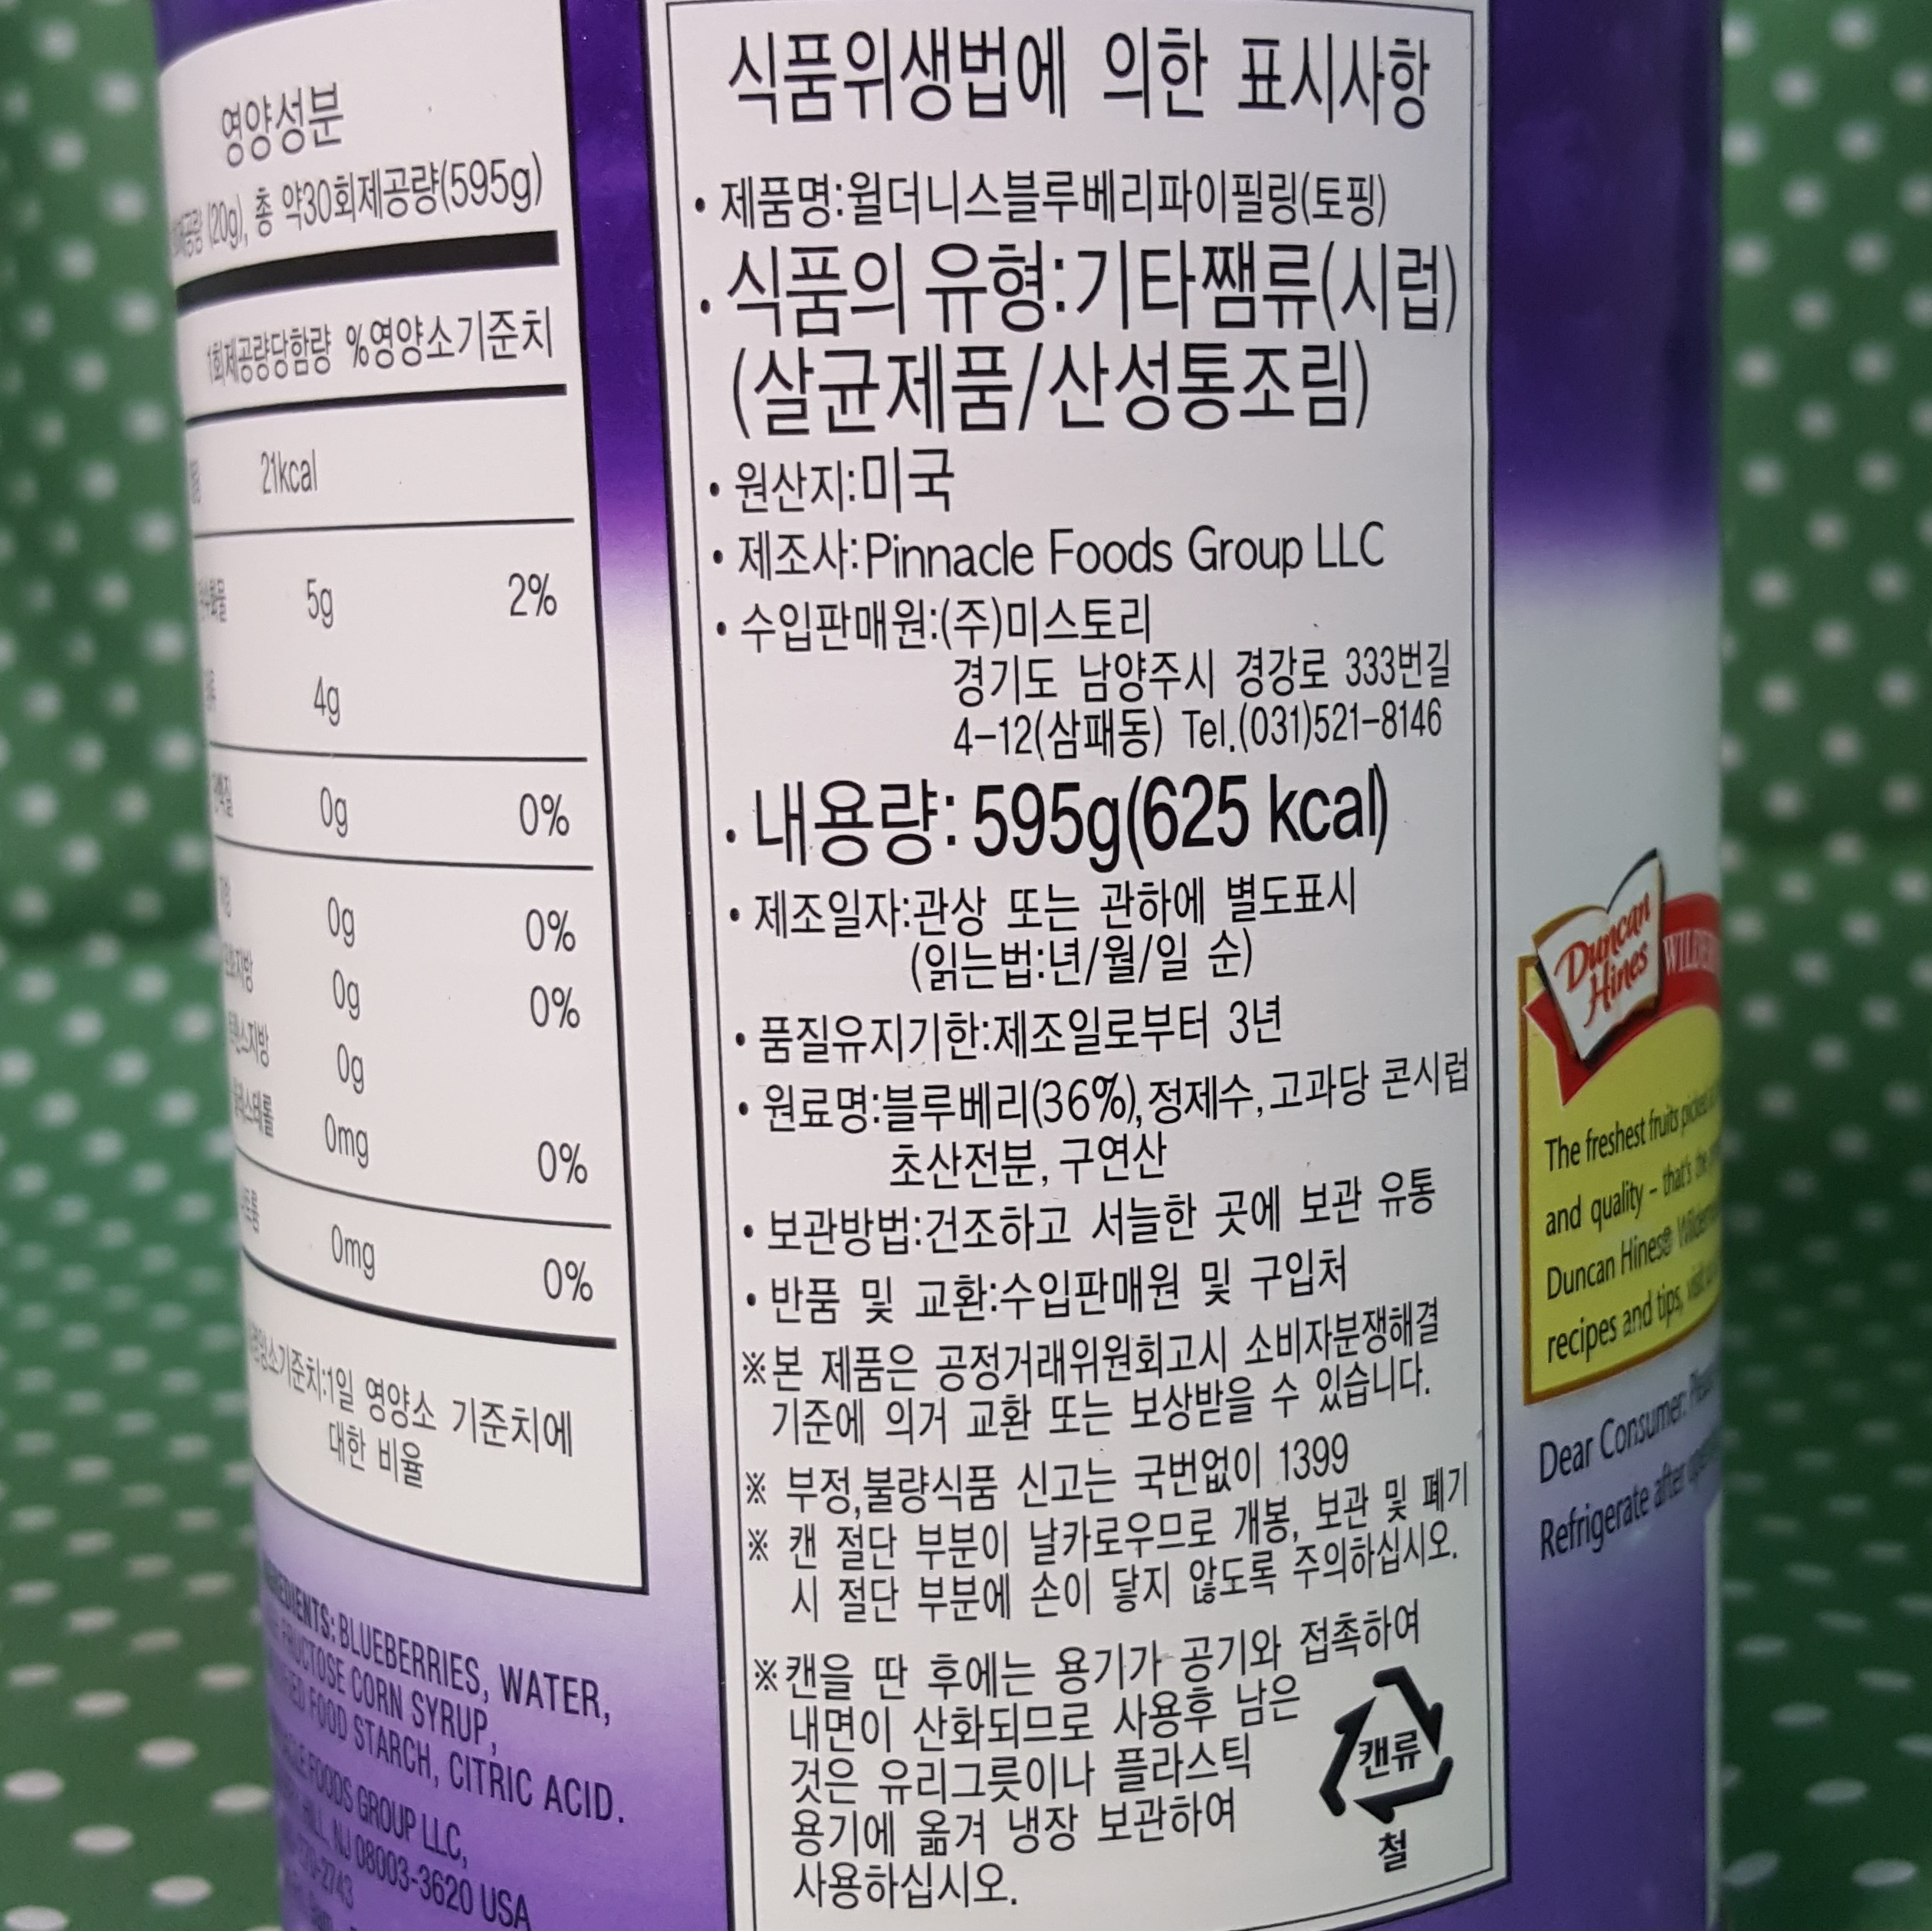 영양성분
(20g), 총 약30회제공량(595g)
1회제공량당함량 %영양소기준치
21kcal
5g 2%
4g
0g 0%
0g 0%
0g 0%
0g
0mg 0%
0mg 0%
1일 영양소 기준치에
대한 비율
INGREDIENTS: BLUEBERRIES, WATER,
FRUCTOSE CORN SYRUP,
FOOD STARCH, CITRIC ACID.
FOODS GROUP LLC,
NJ 08003-3620 USA
식품위생법에 의한 표시사항
• 제품명:윌더니스블루베리파이필링(토핑)
• 식품의 유형:기타쨈류(시럽)
(살균제품/산성통조림)
• 원산지:미국
• 제조사:Pinnacle Foods Group LLC
• 수입판매원:(주)미스토리
경기도 남양주시 경강로 333번길
4-12(삼패동) Tel.(031)521-8146
• 내용량: 595g(625 kcal)
• 제조일자:관상 또는 관하에 별도표시
(읽는법:년/월/일 순)
• 품질유지기한:제조일로부터 3년
• 원료명:블루베리(36%),정제수,고과당 콘시럽
초산전분, 구연산
• 보관방법:건조하고 서늘한 곳에 보관 유통
• 반품 및 교환:수입판매원 및 구입처
※본 제품은 공정거래위원회고시 소비자분쟁해결
기준에 의거 교환 또는 보상받을 수 있습니다.
※ 부정,불량식품 신고는 국번없이 1399
※ 캔 절단 부분이 날카로우므로 개봉, 보관 및 폐기
시 절단 부분에 손이 닿지 않도록 주의하십시오.
※캔을 딴 후에는 용기가 공기와 접촉하여
내면이 산화되므로 사용후 남은
것은 유리그릇이나 플라스틱
용기에 옮겨 냉장 보관하여
사용하십시오.
캔류
철
Duncan
Hines
The freshest fruits picked
and quality – that's the
Duncan Hines®
recipes and tips,
Dear Consumer:
Refrigerate after